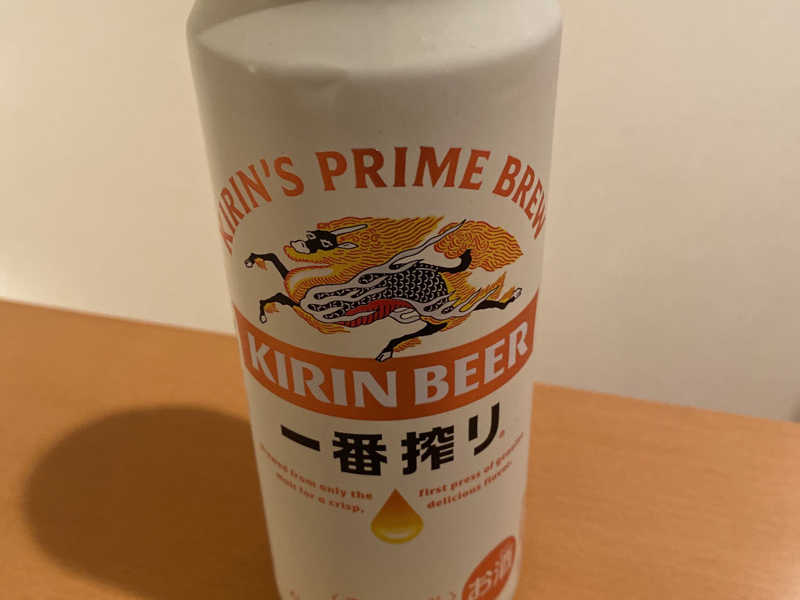 KIRIN'S PRIME BREW
KIRIN BEER
一番搾り
from only the
malt for a crisp,
first press of genuine
delicious flavor.
お酒